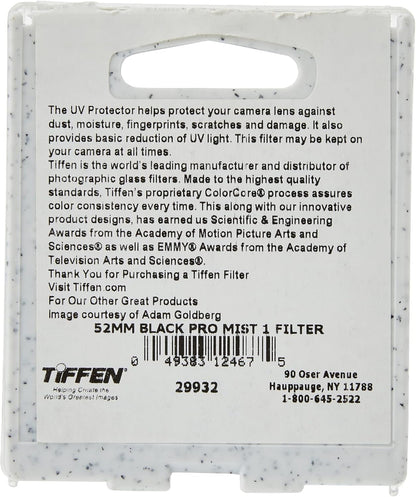 The UV Protector helps protect your camera lens against
dust, moisture, fingerprints, scratches and damage. It also
provides basic reduction of UV light. This filter may be kept on
your camera at all times.
Tiffen is the world's leading manufacturer and distributor of
photographic glass filters. Made to the highest quality
standards, Tiffen's proprietary ColorCore® process assures
color consistency every time. This along with our innovative
product designs, has earned us Scientific & Engineering
Awards from the Academy of Motion Picture Arts and
Sciences® as well as EMMY® Awards from the Academy of
Television Arts and Sciences®.
Thank You for Purchasing a Tiffen Filter
Visit Tiffen.com
For Our Other Great Products
Image courtesy of Adam Goldberg
52MM BLACK PRO MIST 1 FILTER
0 49383 12467 5
TIFFEN®
Helping Create the
World's Greatest Images
29932
90 Oser Avenue
Hauppauge, NY 11788
1-800-645-2522